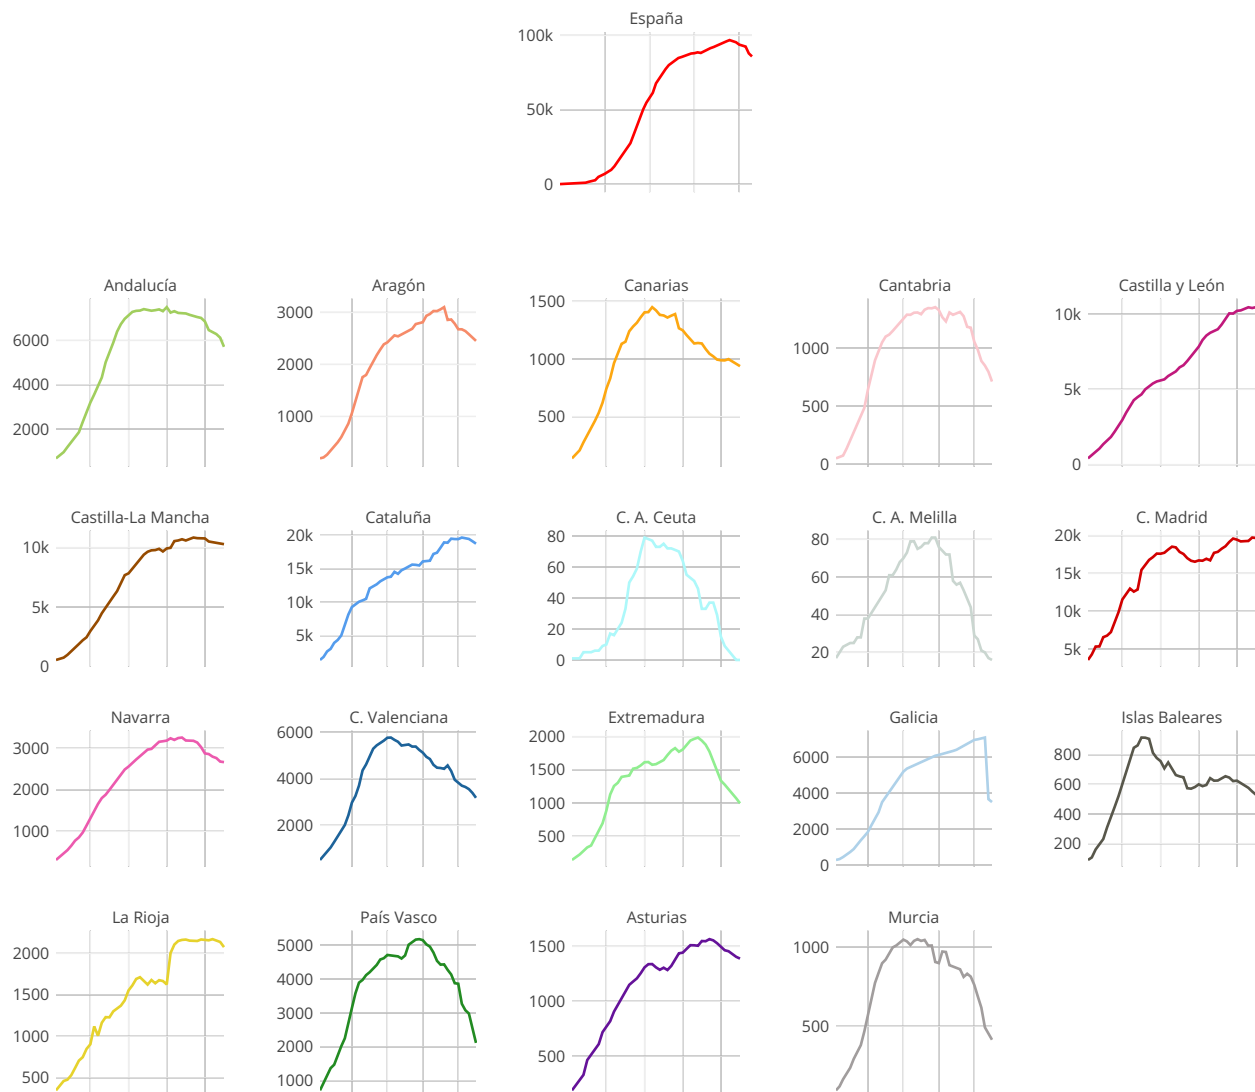 España
100k
50k
0
Andalucía
Aragón
Canarias
Cantabria
Castilla y León
6000
4000
2000
3000
2000
1000
1500
1000
500
1000
500
0
10k
5k
0
Castilla-La Mancha
Cataluña
C. A. Ceuta
C. A. Melilla
C. Madrid
10k
5k
0
20k
15k
10k
5k
80
60
40
20
0
80
60
40
20
20k
15k
10k
5k
Navarra
C. Valenciana
Extremadura
Galicia
Islas Baleares
3000
2000
1000
6000
4000
2000
2000
1500
1000
500
6000
4000
2000
0
800
600
400
200
La Rioja
País Vasco
Asturias
Murcia
2000
1500
1000
500
5000
4000
3000
2000
1000
1500
1000
500
1000
500